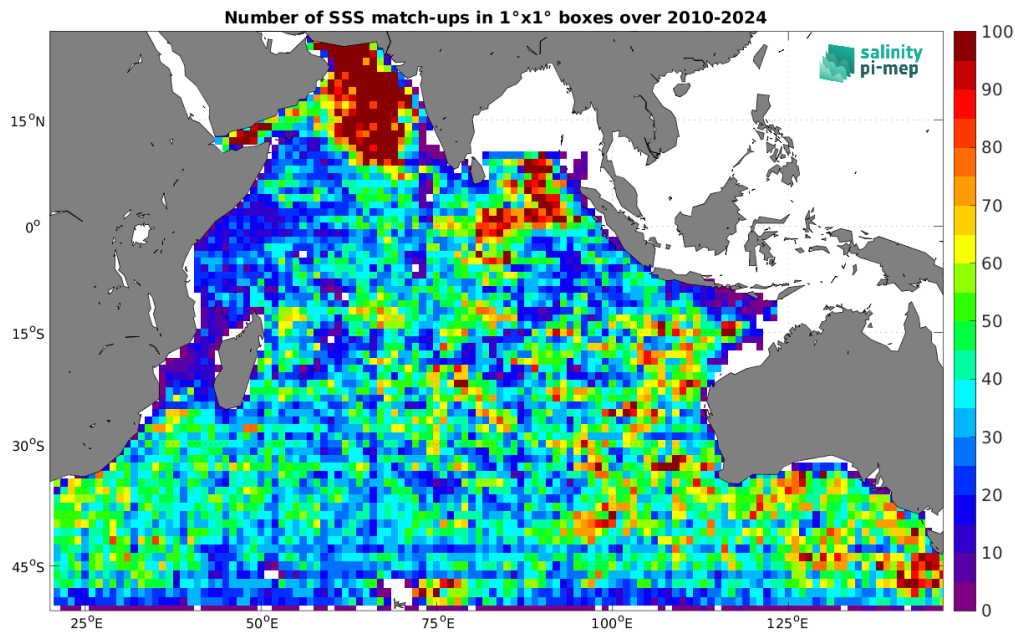 Number of SSS match-ups in 1°x1° boxes over 2010-2024
salinity
pi-mep
100
90
80
70
60
50
40
30
20
10
0
15°N
0°
15°S
30°S
45°S
25°E
50°E
75°E
100°E
125°E